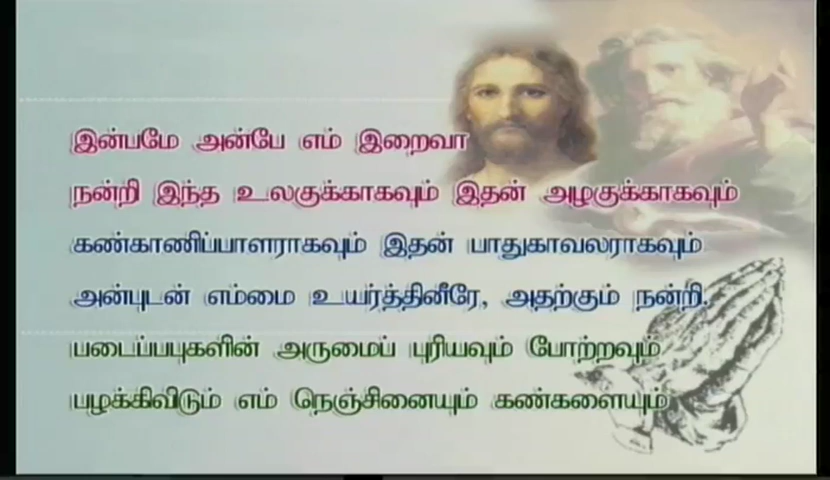 இன்பமே அன்பே எம் இறைவா
நன்றி இந்த உலகுக்காகவும் இதன் அழகுக்காகவும்
கண்காணிப்பாளராகவும் இதன் பாதுகாவலராகவும்
அன்புடன் எம்மை உயர்த்தினீரே, அதற்கும் நன்றி.
படைப்பபுகளின் அருமைப் புரியவும் போற்றவும்
பழக்கிவிடும் எம் நெஞ்சினையும் கண்களையும்